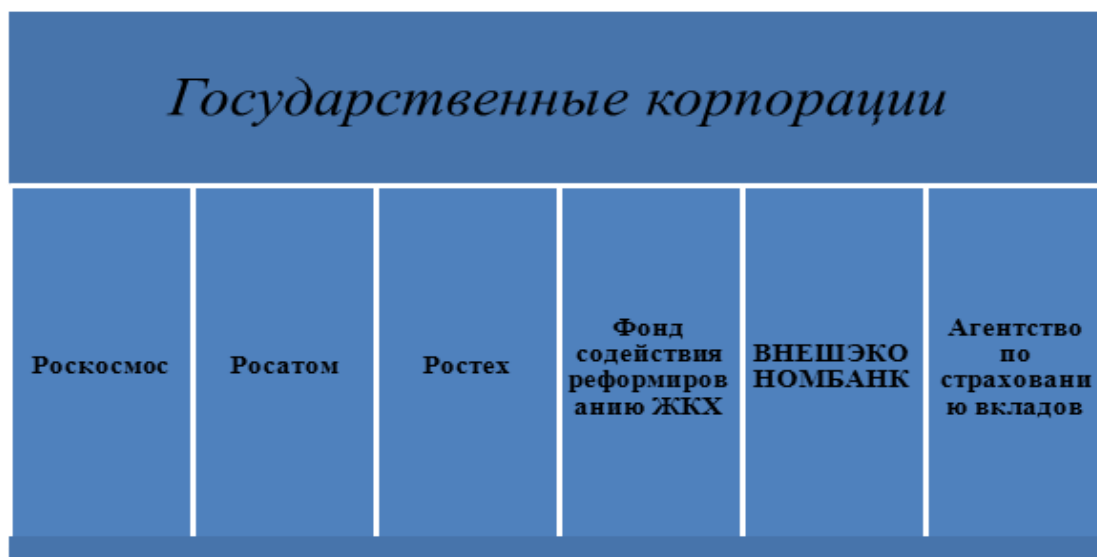 Государственные корпорации
Роскосмос
Росатом
Ростех
Фонд
содействия
реформиров
анию ЖКХ
ВНЕШЭКО
НОМБАНК
Агентство
по
страховани
ю вкладов